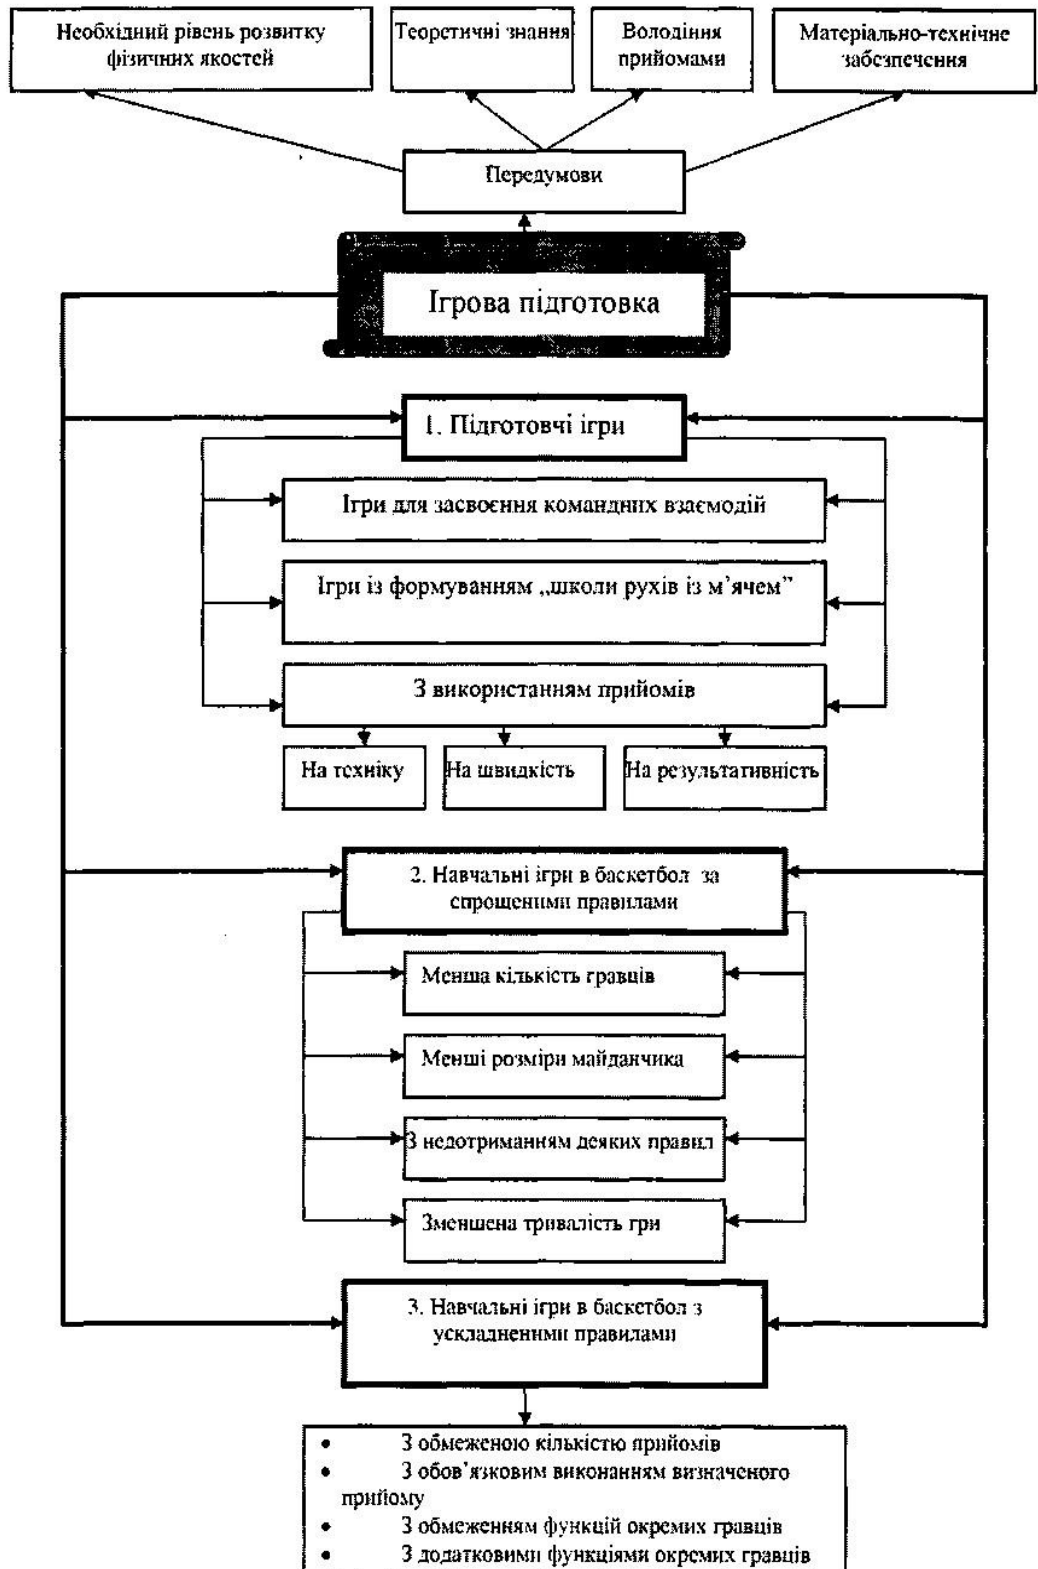 Необхідний рівень розвитку
фізичних якостей
Теоретичні знання
Володіння
прийомами
Матеріально-технічне
забезпечення
Передумови
Ігрова підготовка
1. Підготовчі ігри
Ігри для засвоєння командних взаємодій
Ігри із формуванням „школи рухів із м’ячем”
З використанням прийомів
На техніку
На швидкість
На результативність
2. Навчальні ігри в баскетбол за
спрощеними правилами
Менша кількість гравців
Менші розміри майданчика
З недотриманням деяких правил
Зменшена тривалість гри
3. Навчальні ігри в баскетбол з
ускладненими правилами
• З обмеженою кількістю прийомів
• З обов’язковим виконанням визначеного
прийому
• З обмеженням функцій окремих гравців
• З додатковими функціями окремих гравців